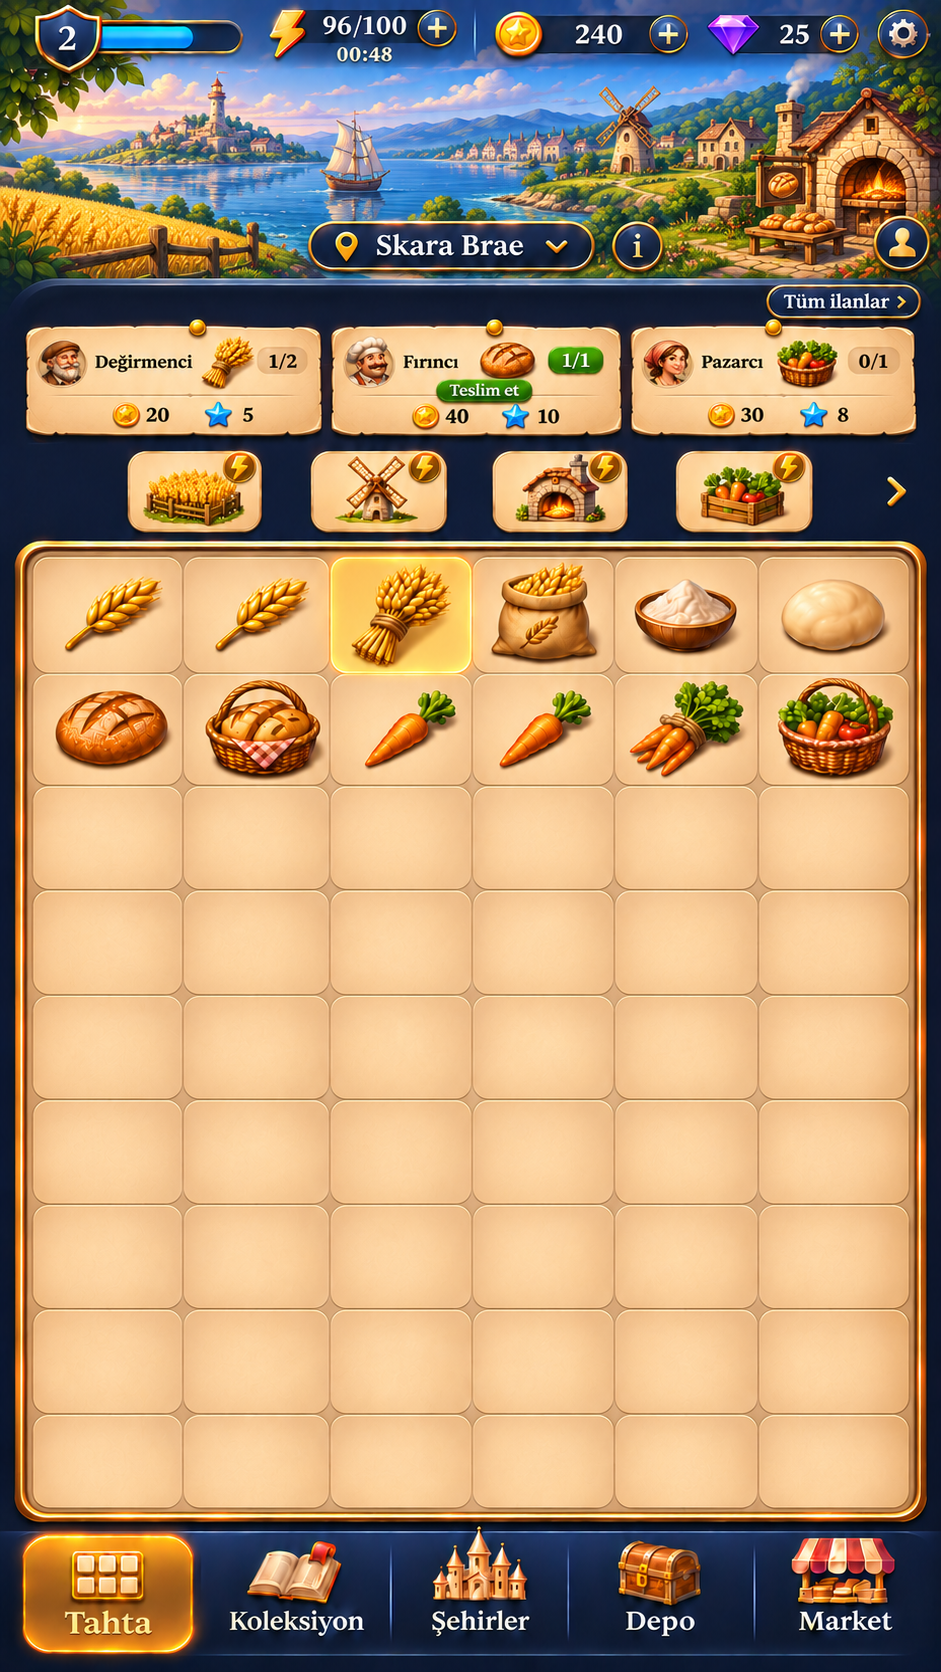 2
96/100
00:48
240
25
Skara Brae
i
Tüm ilanlar
Değirmenci 1/2
20 5
Fırıncı 1/1
Teslim et
40 10
Pazarcı 0/1
30 8
Tahta
Koleksiyon
Şehirler
Depo
Market